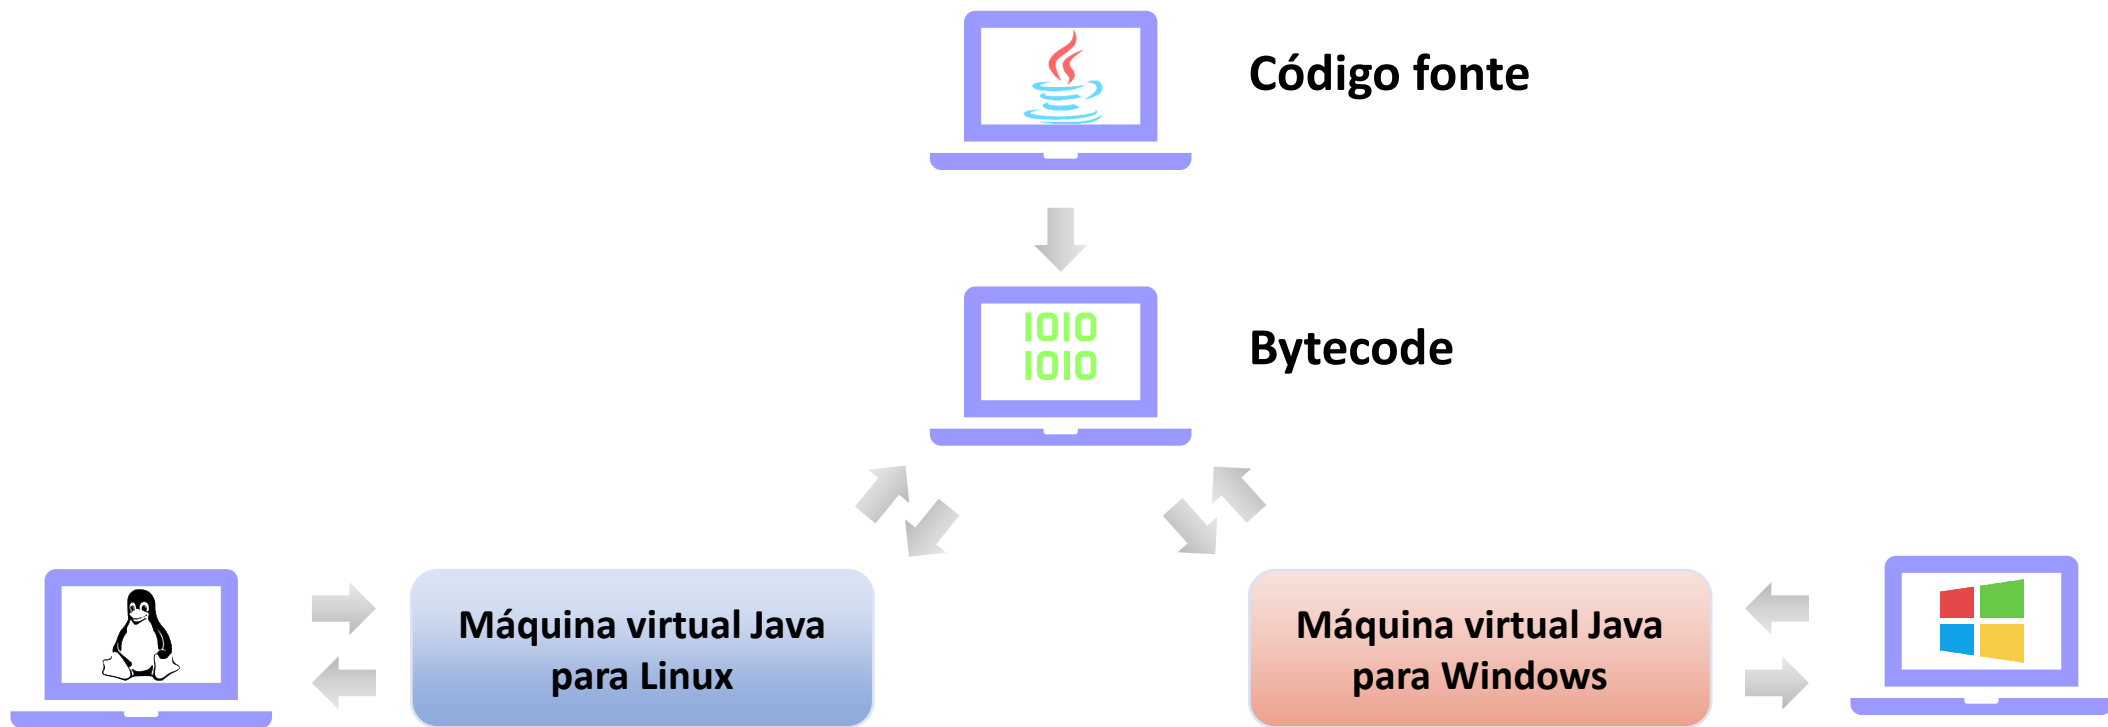 Código fonte
1010
1010
Bytecode
Máquina virtual Java
para Linux
Máquina virtual Java
para Windows